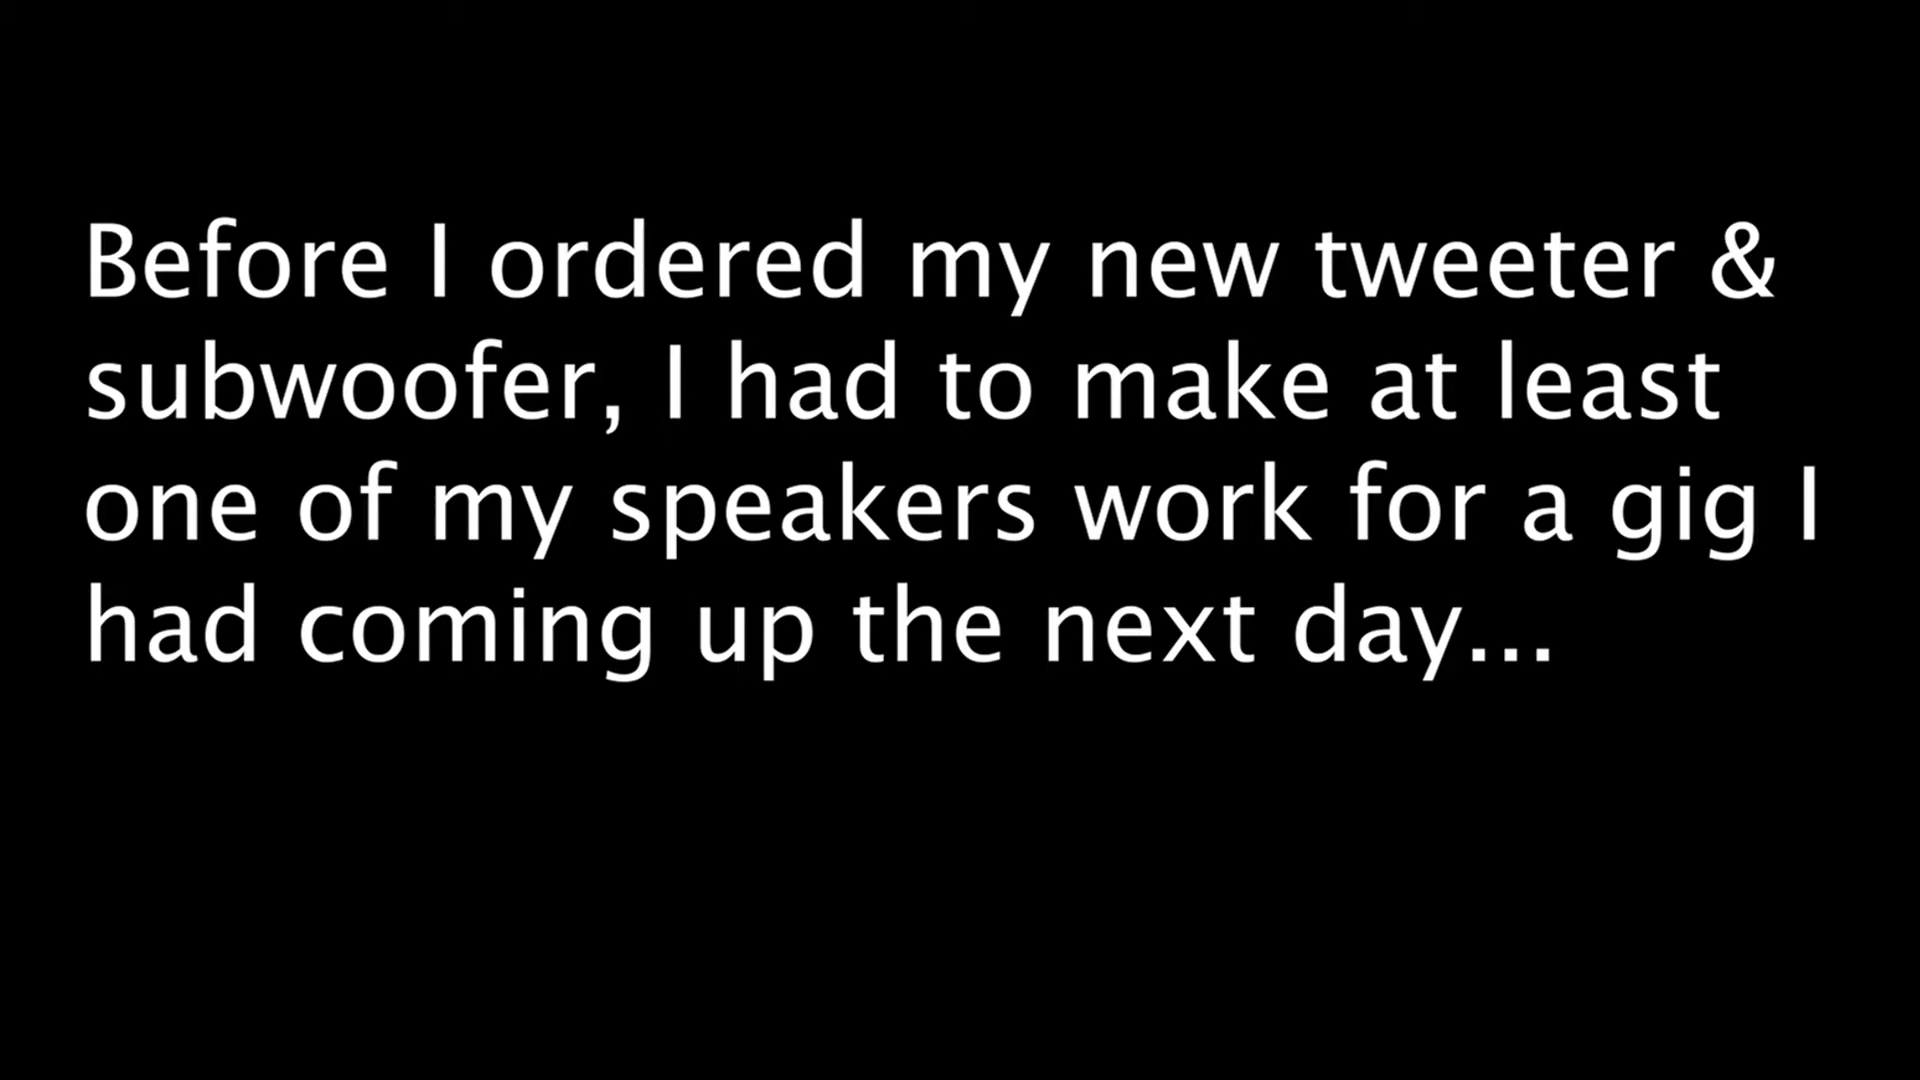 Before I ordered my new tweeter &
subwoofer, I had to make at least
one of my speakers work for a gig I
had coming up the next day...